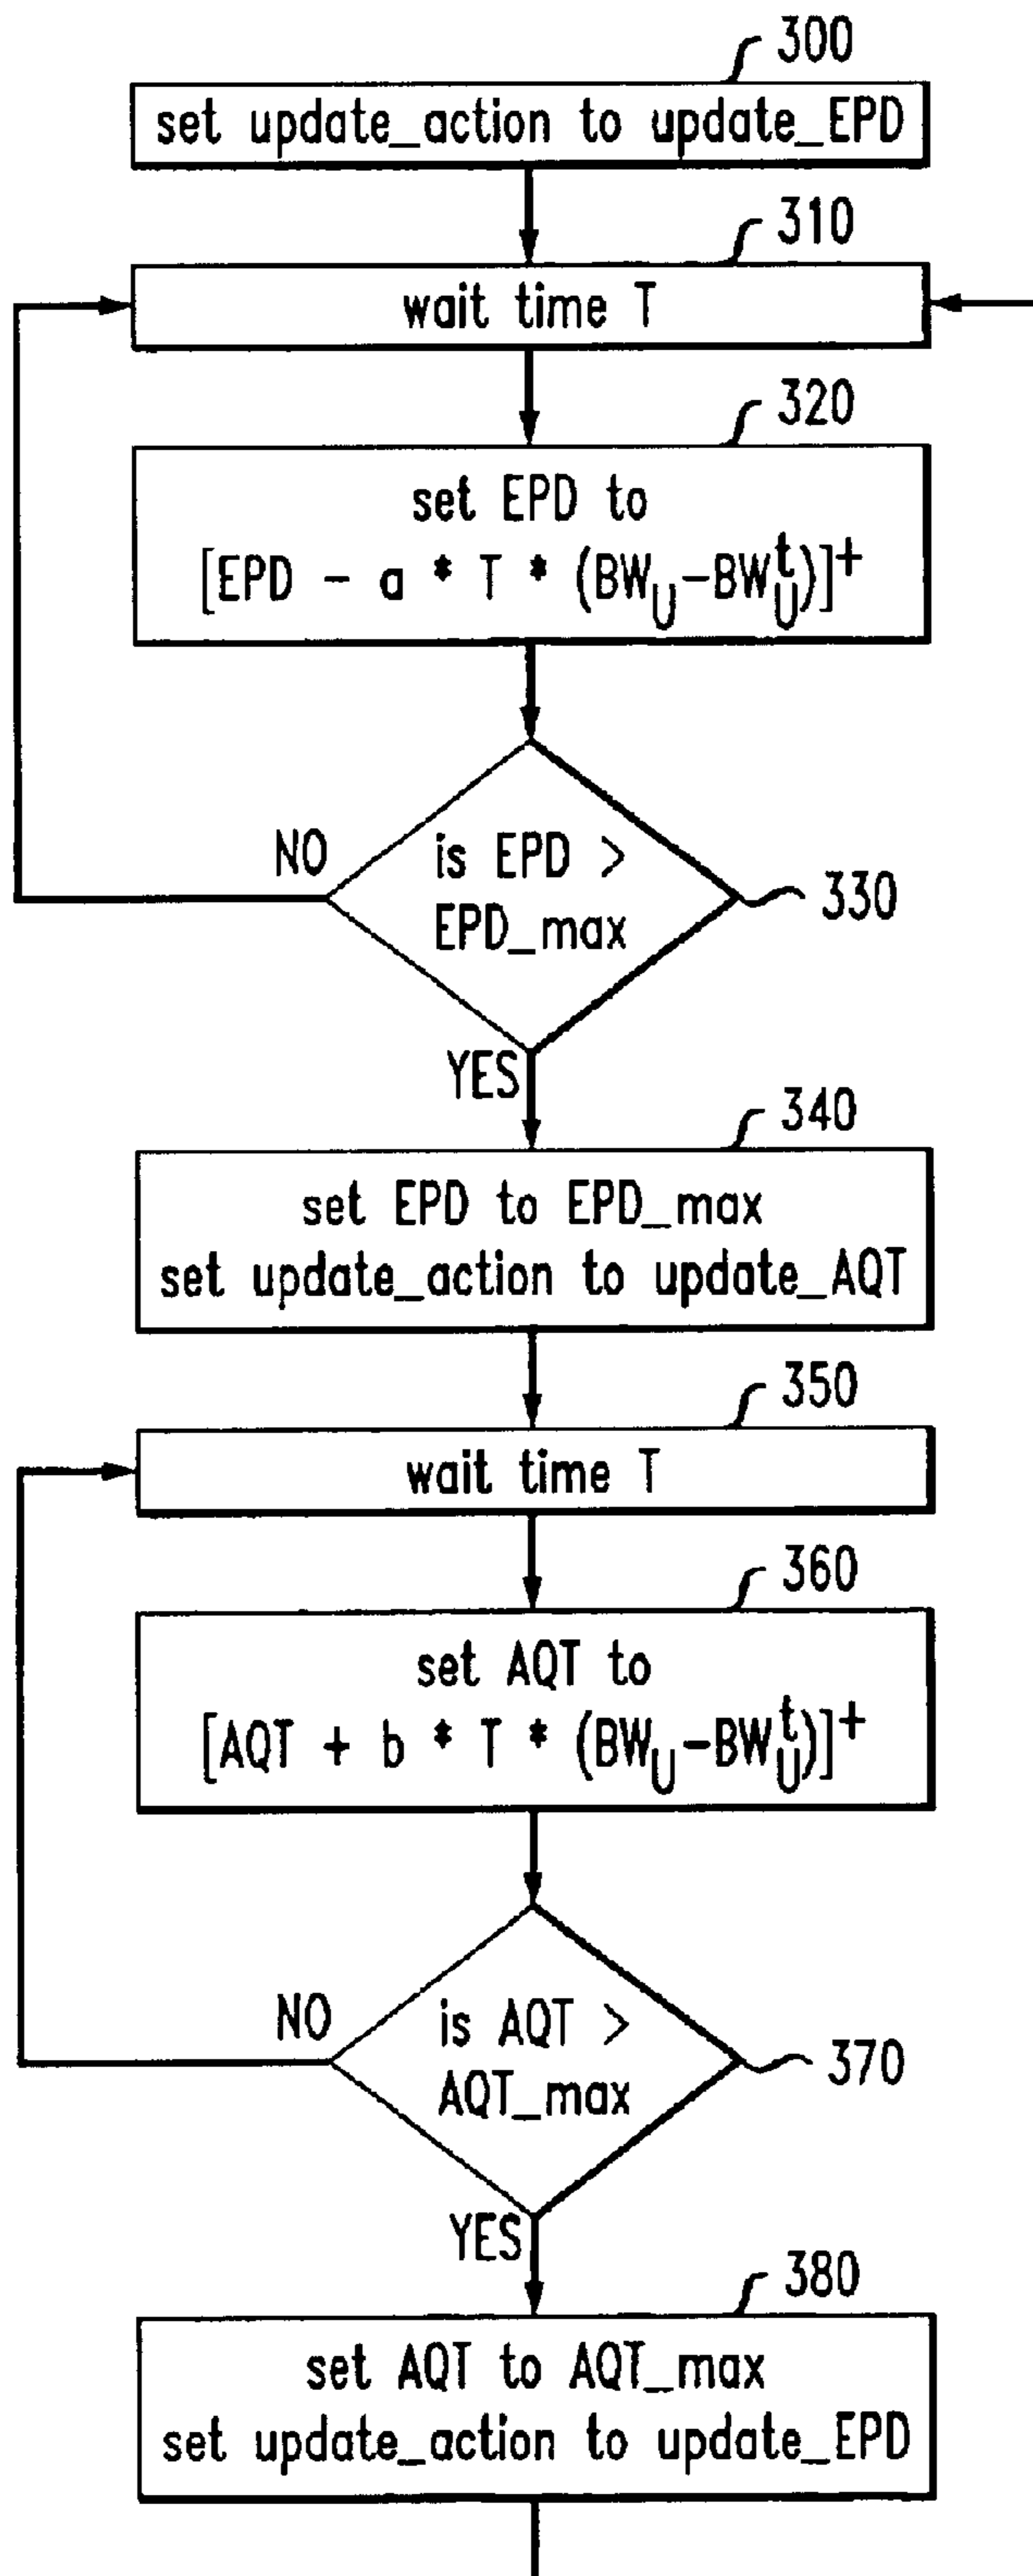 300
set update_action to update_EPD
310
wait time T
320
set EPD to
[EPD - a * T * (BW_U-BW_U^t)]^+
NO
is EPD >
EPD_max
330
YES
340
set EPD to EPD_max
set update_action to update_AQT
350
wait time T
360
set AQT to
[AQT + b * T * (BW_U-BW_U^t)]^+
NO
is AQT >
AQT_max
370
YES
380
set AQT to AQT_max
set update_action to update_EPD